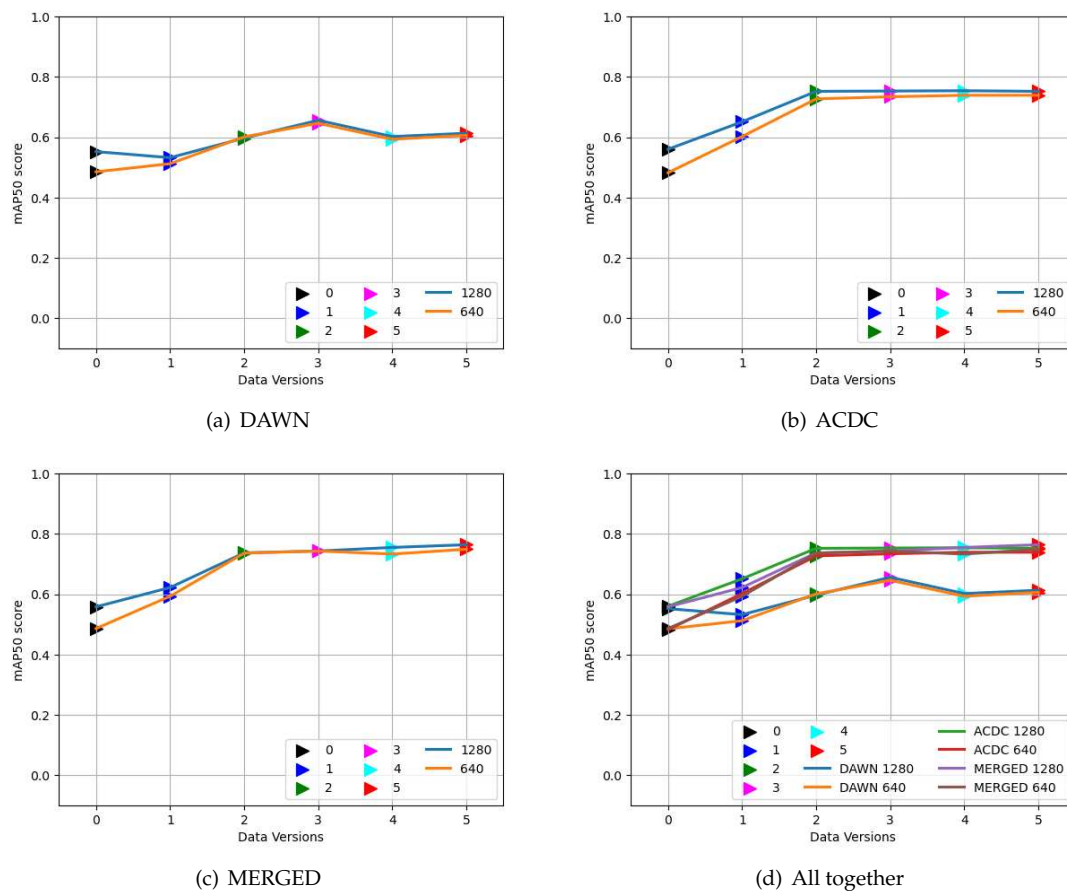 1.0
0.8
0.6
0.4
0.2
0.0
mAP50 score
0 3 1280
1 4 640
2 5
0 1 2 3 4 5
Data Versions
(a) DAWN
1.0
0.8
0.6
0.4
0.2
0.0
mAP50 score
0 3 1280
1 4 640
2 5
0 1 2 3 4 5
Data Versions
(b) ACDC
1.0
0.8
0.6
0.4
0.2
0.0
mAP50 score
0 3 1280
1 4 640
2 5
0 1 2 3 4 5
Data Versions
(c) MERGED
1.0
0.8
0.6
0.4
0.2
0.0
mAP50 score
0 4 ACDC 1280
1 5 ACDC 640
2 DAWN 1280 MERGED 1280
3 DAWN 640 MERGED 640
0 1 2 3 4 5
Data Versions
(d) All together